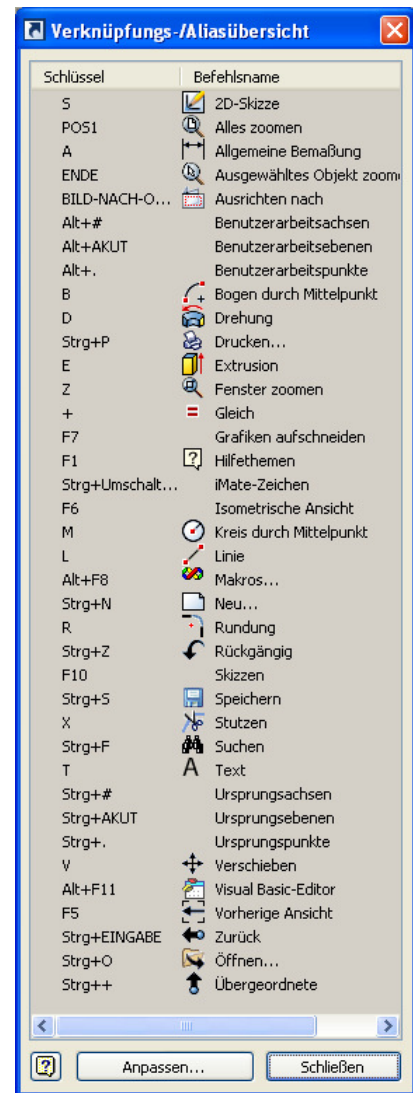 Verknüpfungs-/Aliasübersicht
Schlüssel Befehlsname
S 2D-Skizze
POS1 Alles zoomen
A Allgemeine Bemaßung
ENDE Ausgewähltes Objekt zoom
BILD-NACH-O... Ausrichten nach
Alt+# Benutzerarbeitsachsen
Alt+AKUT Benutzerarbeitsebenen
Alt+. Benutzerarbeitspunkte
B Bogen durch Mittelpunkt
D Drehung
Strg+P Drucken...
E Extrusion
Z Fenster zoomen
+ Gleich
F7 Grafiken aufschneiden
F1 Hilfethemen
Strg+Umschalt... iMate-Zeichen
F6 Isometrische Ansicht
M Kreis durch Mittelpunkt
L Linie
Alt+F8 Makros...
Strg+N Neu...
R Rundung
Strg+Z Rückgängig
F10 Skizzen
Strg+S Speichern
X Stutzen
Strg+F Suchen
T Text
Strg+# Ursprungsachsen
Strg+AKUT Ursprungsebenen
Strg+. Ursprungspunkte
V Verschieben
Alt+F11 Visual Basic-Editor
F5 Vorherige Ansicht
Strg+EINGABE Zurück
Strg+O Öffnen...
Strg++ Übergeordnete
Anpassen... Schließen